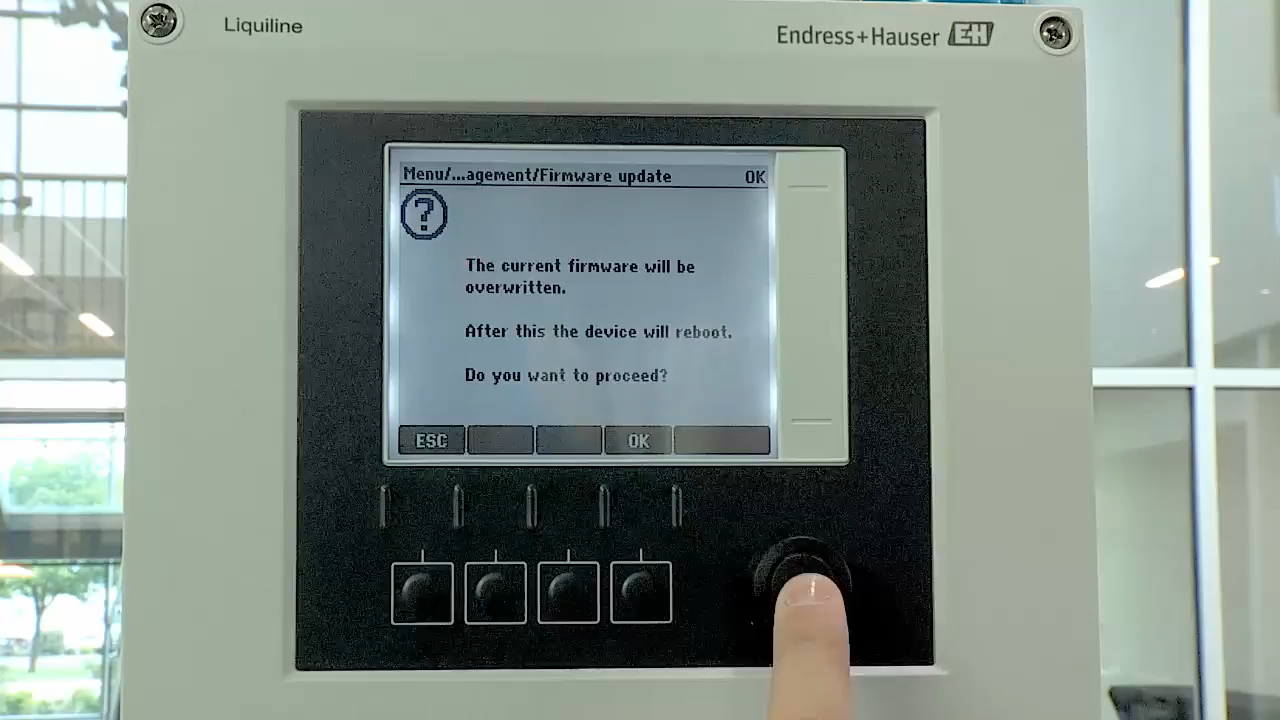 Liquiline
Endress+Hauser EH
Menu/...agement/Firmware update OK
?
The current firmware will be
overwritten.
After this the device will reboot.
Do you want to proceed?
ESC OK